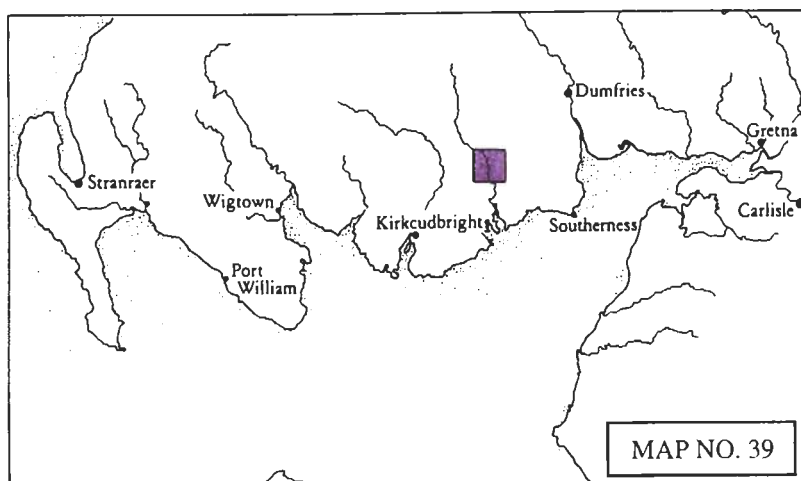 Dumfries
Gretna
Stranraer
Wigtown
Kirkcudbright
Southerness
Carlisle
Port
William
MAP NO. 39